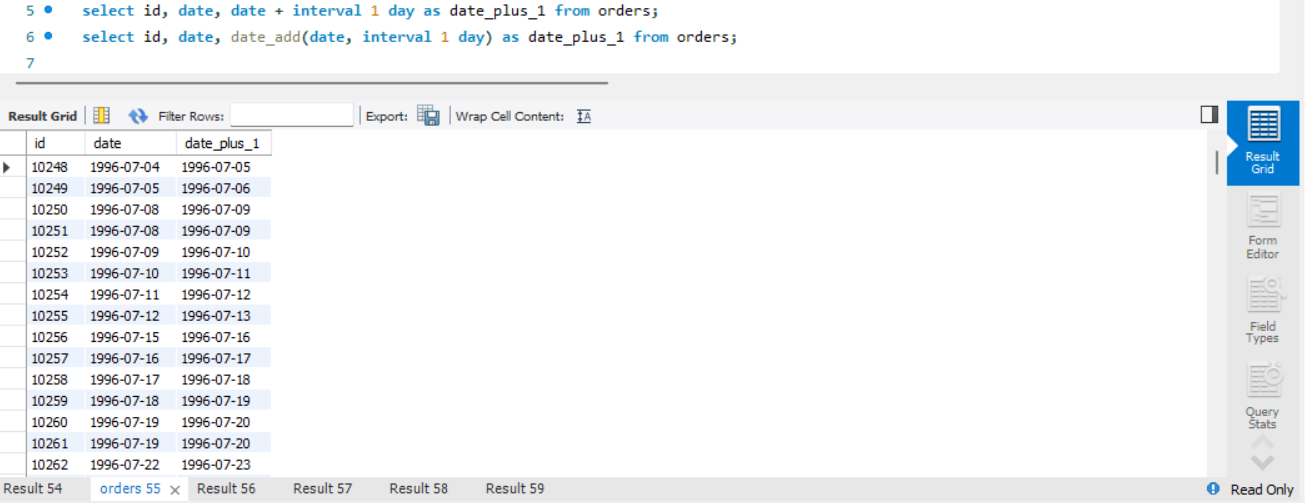 5 select id, date, date + interval 1 day as date_plus_1 from orders;
6 select id, date, date_add(date, interval 1 day) as date_plus_1 from orders;
7
Result Grid Filter Rows: Export: Wrap Cell Content: IA
id date date_plus_1
10248 1996-07-04 1996-07-05
10249 1996-07-05 1996-07-06
10250 1996-07-08 1996-07-09
10251 1996-07-08 1996-07-09
10252 1996-07-09 1996-07-10
10253 1996-07-10 1996-07-11
10254 1996-07-11 1996-07-12
10255 1996-07-12 1996-07-13
10256 1996-07-15 1996-07-16
10257 1996-07-16 1996-07-17
10258 1996-07-17 1996-07-18
10259 1996-07-18 1996-07-19
10260 1996-07-19 1996-07-20
10261 1996-07-19 1996-07-20
10262 1996-07-22 1996-07-23
Result
Grid
Form
Editor
Field
Types
Query
Stats
Result 54 orders 55 Result 56 Result 57 Result 58 Result 59 Read Only